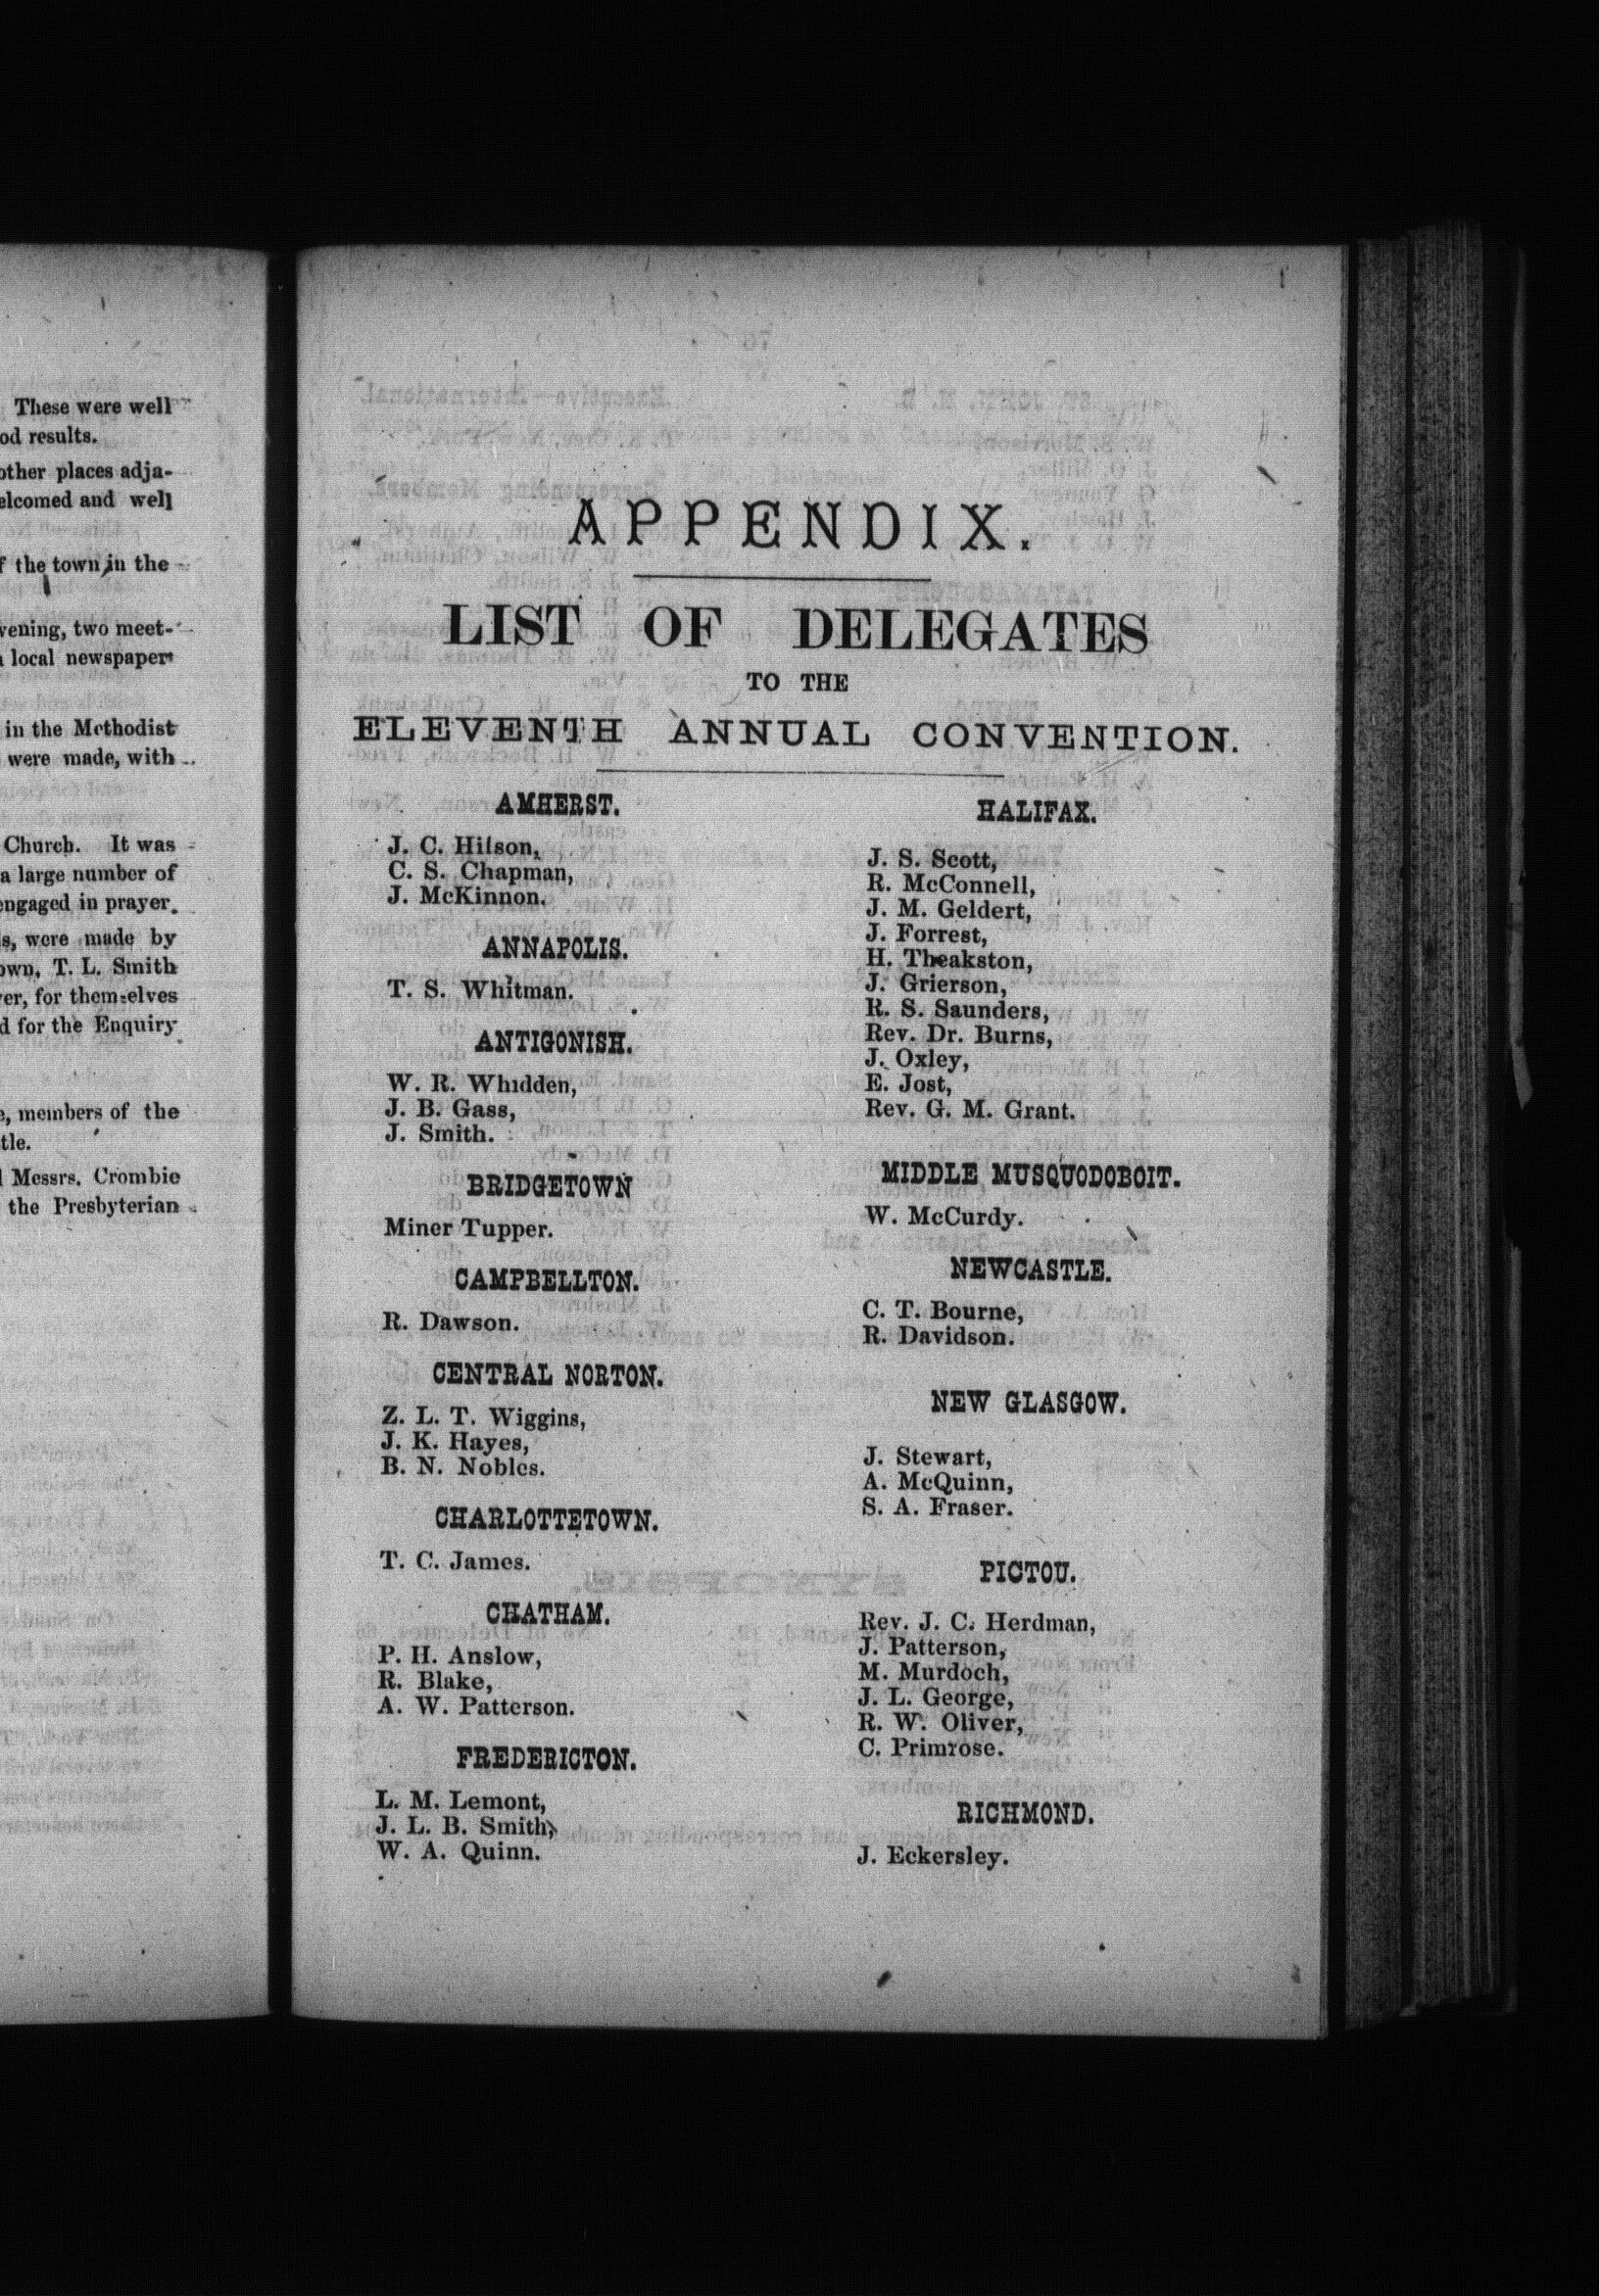 These were well
od results.
other places adja-
elcomed and well
f the town in the
vening, two meet-
local newspaper
in the Methodist
were made, with
Church. It was
a large number of
engaged in prayer.
s, were made by
own, T. L. Smith
er, for themselves
d for the Enquiry
e, members of the
tle.
Messrs. Crombie
the Presbyterian
APPENDIX.
LIST OF DELEGATES
TO THE
ELEVENTH ANNUAL CONVENTION.
AMHERST.
J. C. Hilson,
C. S. Chapman,
J. McKinnon.
ANNAPOLIS.
T. S. Whitman.
ANTIGONISH.
W. R. Whidden,
J. B. Gass,
J. Smith.
BRIDGETOWN
Miner Tupper.
CAMPBELLTON.
R. Dawson.
CENTRAL NORTON.
Z. L. T. Wiggins,
J. K. Hayes,
B. N. Nobles.
CHARLOTTETOWN.
T. C. James.
CHATHAM.
P. H. Anslow,
R. Blake,
A. W. Patterson.
FREDERICTON.
L. M. Lemont,
J. L. B. Smith,
W. A. Quinn.
HALIFAX.
J. S. Scott,
R. McConnell,
J. M. Geldert,
J. Forrest,
H. Theakston,
J. Grierson,
R. S. Saunders,
Rev. Dr. Burns,
J. Oxley,
E. Jost,
Rev. G. M. Grant.
MIDDLE MUSQUODOBOIT.
W. McCurdy.
NEWCASTLE.
C. T. Bourne,
R. Davidson.
NEW GLASGOW.
J. Stewart,
A. McQuinn,
S. A. Fraser.
PICTOU.
Rev. J. C. Herdman,
J. Patterson,
M. Murdoch,
J. L. George,
R. W. Oliver,
C. Primrose.
RICHMOND.
J. Eckersley.